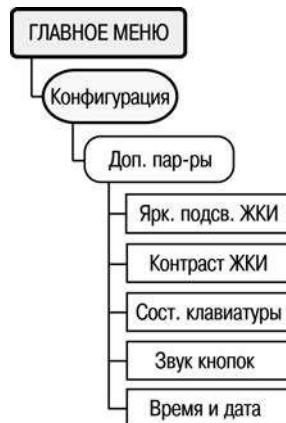 ГЛАВНОЕ МЕНЮ
Конфигурация
Доп. пар-ры
Ярк. подсв. ЖКИ
Контраст ЖКИ
Сост. клавиатуры
Звук кнопок
Время и дата